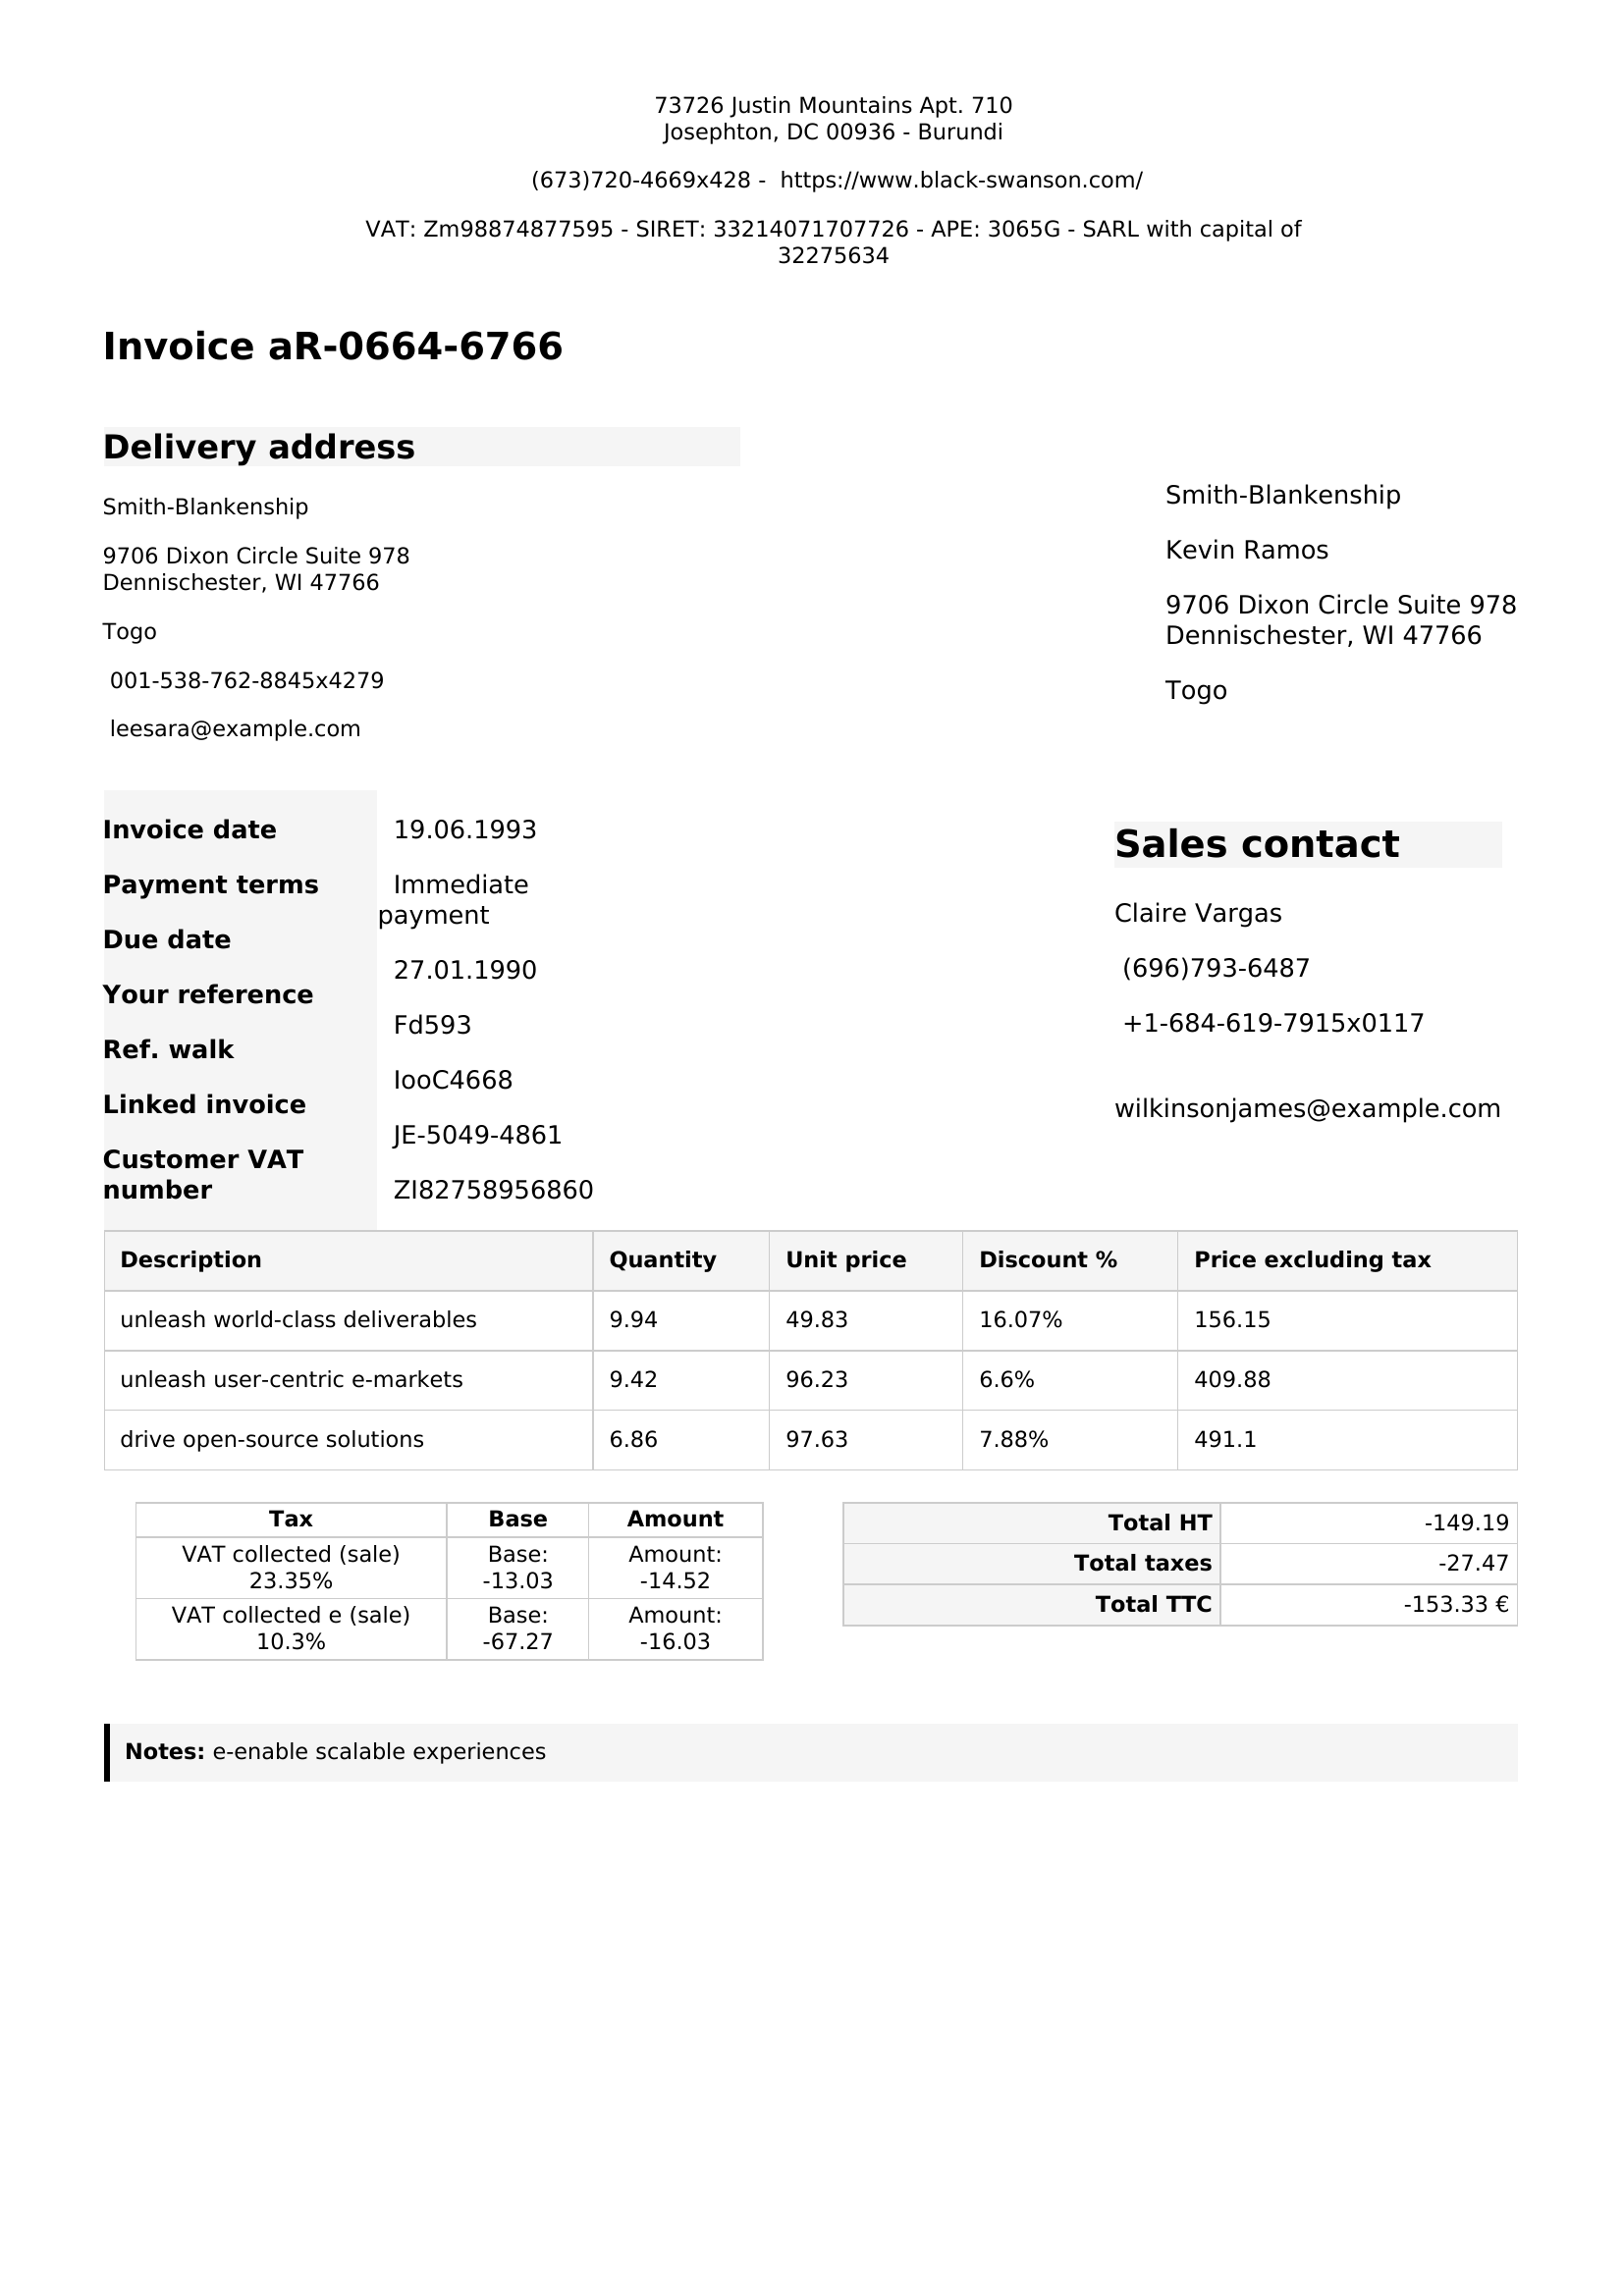 73726 Justin Mountains Apt. 710
Josephton, DC 00936 - Burundi
(673)720-4669x428 -  https://www.black-swanson.com/
VAT: Zm98874877595 - SIRET: 33214071707726 - APE: 3065G - SARL with capital of
32275634
Invoice aR-0664-6766
Delivery address
Smith-Blankenship
9706 Dixon Circle Suite 978
Dennischester, WI 47766
Togo
001-538-762-8845x4279
leesara@example.com
Smith-Blankenship
Kevin Ramos
9706 Dixon Circle Suite 978
Dennischester, WI 47766
Togo
Invoice date
Payment terms
Due date
Your reference
Ref. walk
Linked invoice
Customer VAT
number
19.06.1993
Immediate
payment
27.01.1990
Fd593
IooC4668
JE-5049-4861
ZI82758956860
Sales contact
Claire Vargas
(696)793-6487
+1-684-619-7915x0117
wilkinsonjames@example.com
Description Quantity Unit price Discount % Price excluding tax
unleash world-class deliverables 9.94 49.83 16.07% 156.15
unleash user-centric e-markets 9.42 96.23 6.6% 409.88
drive open-source solutions 6.86 97.63 7.88% 491.1
Tax Base Amount
VAT collected (sale) Base: Amount:
23.35% -13.03 -14.52
VAT collected e (sale) Base: Amount:
10.3% -67.27 -16.03
Total HT -149.19
Total taxes -27.47
Total TTC -153.33 €
Notes: e-enable scalable experiences